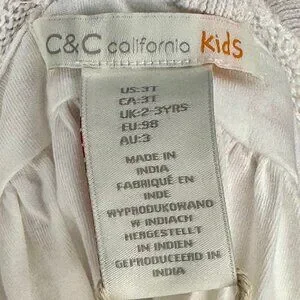 C&C california Kids
US:3T
CA:3T
UK:2-3YRS
EU:98
AU:3
MADE IN
INDIA
FABRIQUÉ EN
INDE
WYPRODUKOWANO
W INDIACH
HERGESTELLT
IN INDIEN
GEPRODUCEERD IN
INDIA